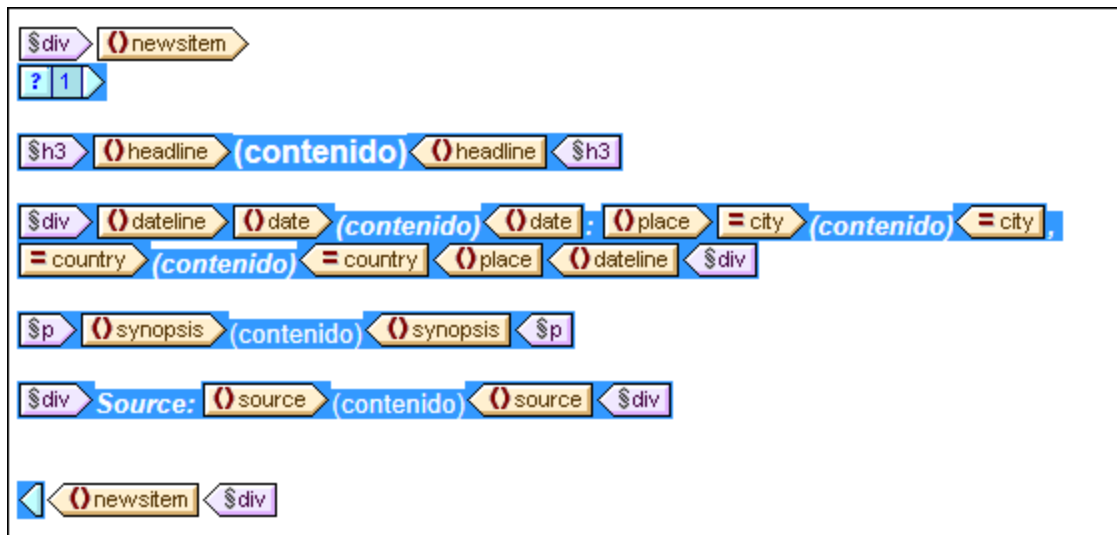 §div ()newsitem
? 1
§h3 ()headline (contenido) ()headline §h3
§div ()dateline ()date (contenido) ()date : ()place =city (contenido) =city ,
=country (contenido) =country ()place ()dateline §div
§p ()synopsis (contenido) ()synopsis §p
§div Source: ()source (contenido) ()source §div
()newsitem §div